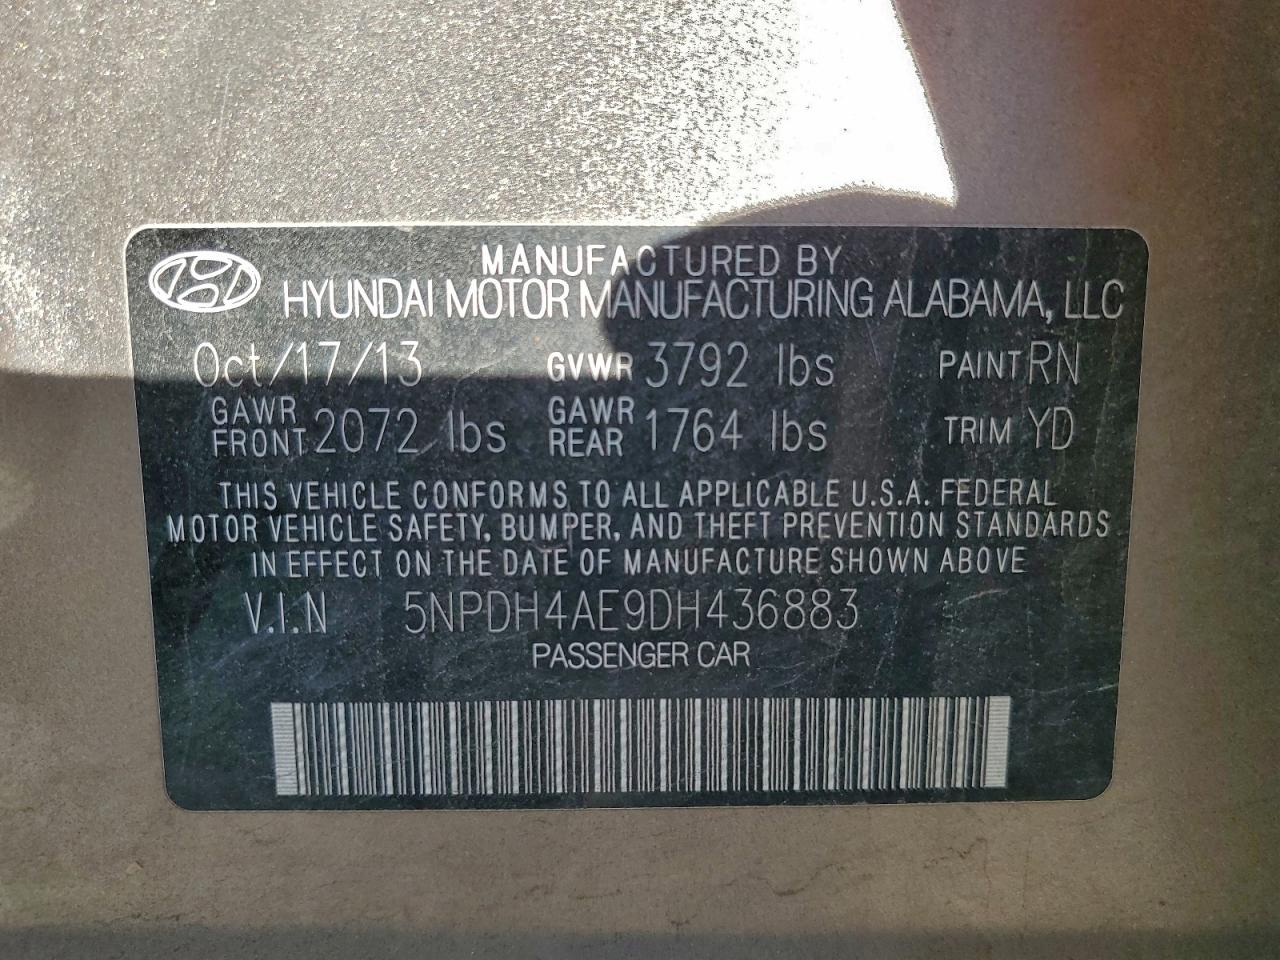 MANUFACTURED BY
HYUNDAI MOTOR MANUFACTURING ALABAMA, LLC
Oct/17/13 GVWR 3792 lbs PAINT RN
GAWR FRONT 2072 lbs GAWR REAR 1764 lbs TRIM YD
THIS VEHICLE CONFORMS TO ALL APPLICABLE U.S.A. FEDERAL
MOTOR VEHICLE SAFETY, BUMPER, AND THEFT PREVENTION STANDARDS
IN EFFECT ON THE DATE OF MANUFACTURE SHOWN ABOVE
V.I.N 5NPDH4AE9DH436883
PASSENGER CAR